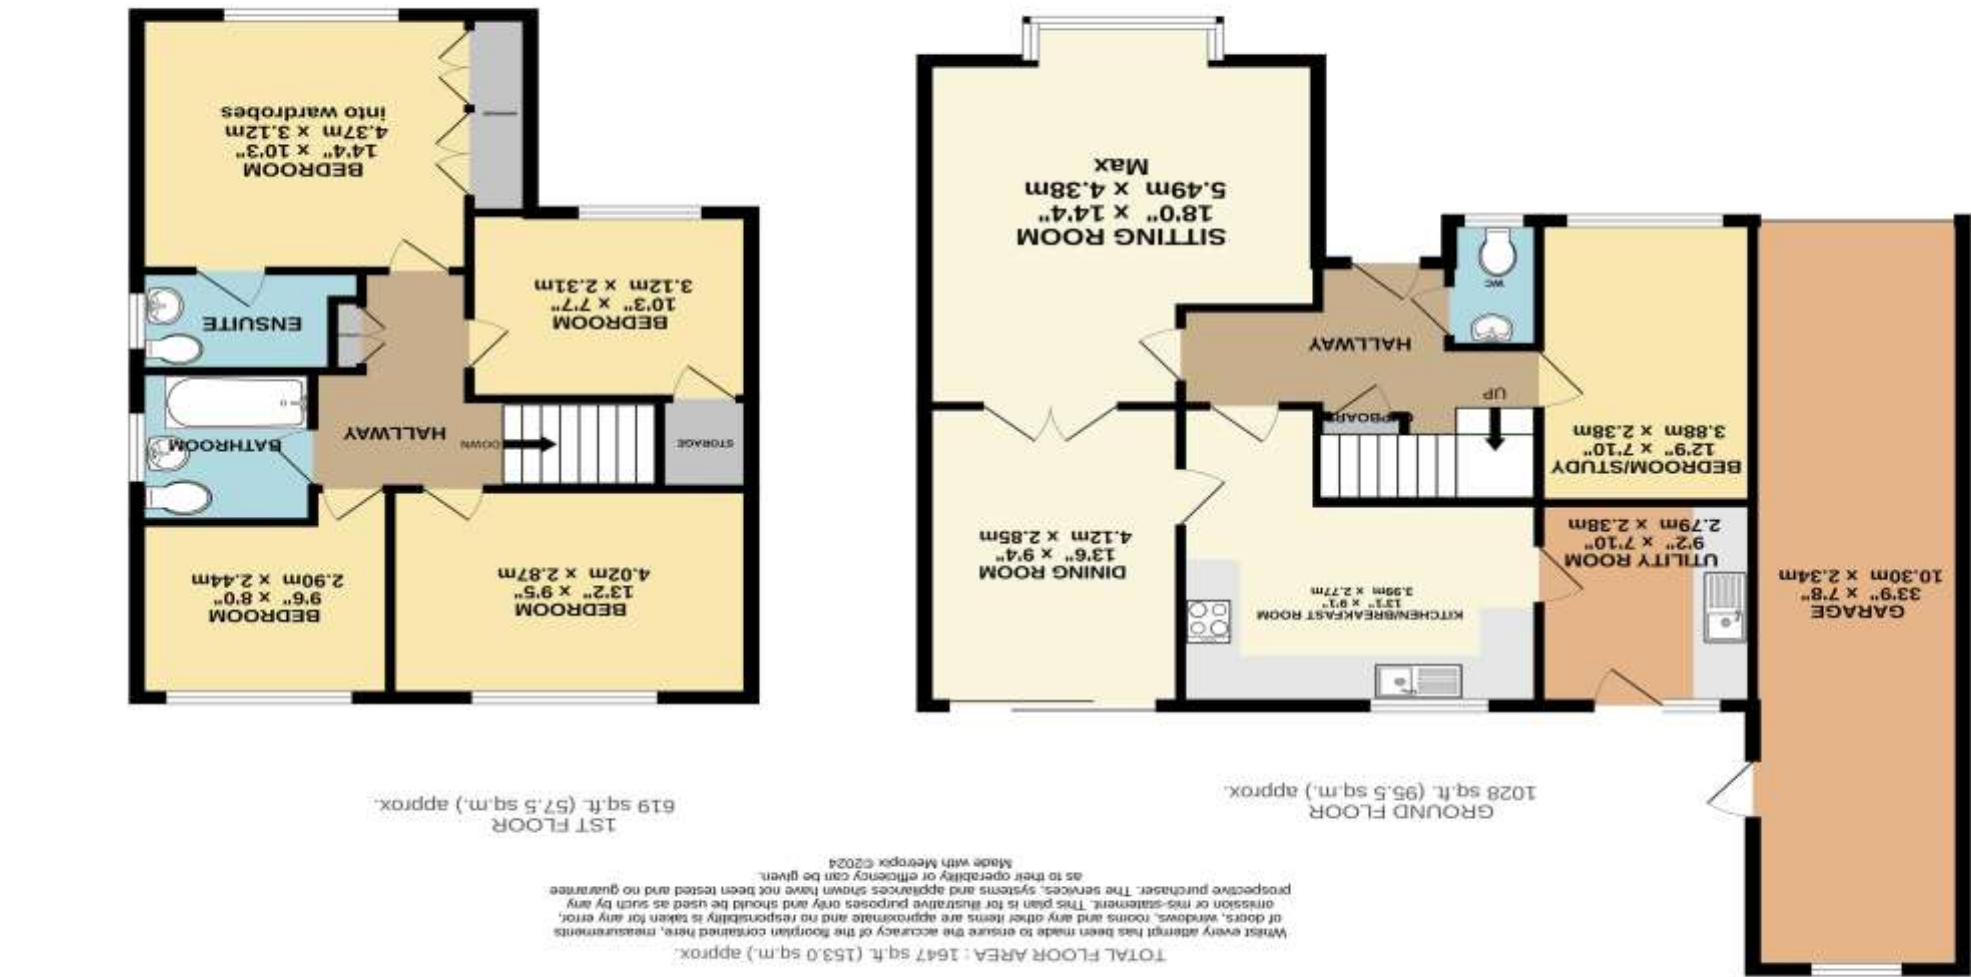 TOTAL FLOOR AREA : 1647 sq.ft. (153.0 sq.m.) approx.
Whilst every attempt has been made to ensure the accuracy of the floorplan contained here, measurements
of doors, windows, rooms and any other items are approximate and no responsibility is taken for any error,
omission or mis-statement. This plan is for illustrative purposes only and should be used as such by any
prospective purchaser. The services, systems and appliances shown have not been tested and no guarantee
as to their operability or efficiency can be given.
Made with Metropix ©2024
GROUND FLOOR
1028 sq.ft. (95.5 sq.m.) approx.
GARAGE
33'9" x 7'8"
10.30m x 2.34m
UTILITY ROOM
9'2" x 7'10"
2.79m x 2.38m
KITCHEN/BREAKFAST ROOM
13'1" x 9'1"
3.99m x 2.77m
DINING ROOM
13'6" x 9'4"
4.12m x 2.85m
BEDROOM/STUDY
12'9" x 7'10"
3.88m x 2.38m
CUPBOARD
UP
HALLWAY
WC
SITTING ROOM
18'0" x 14'4"
5.49m x 4.38m
Max
1ST FLOOR
619 sq.ft. (57.5 sq.m.) approx.
BEDROOM
13'2" x 9'5"
4.02m x 2.87m
BEDROOM
9'6" x 8'0"
2.90m x 2.44m
STORAGE
DOWN
HALLWAY
BATHROOM
BEDROOM
10'3" x 7'7"
3.12m x 2.31m
ENSUITE
BEDROOM
14'4" x 10'3"
4.37m x 3.12m
into wardrobes